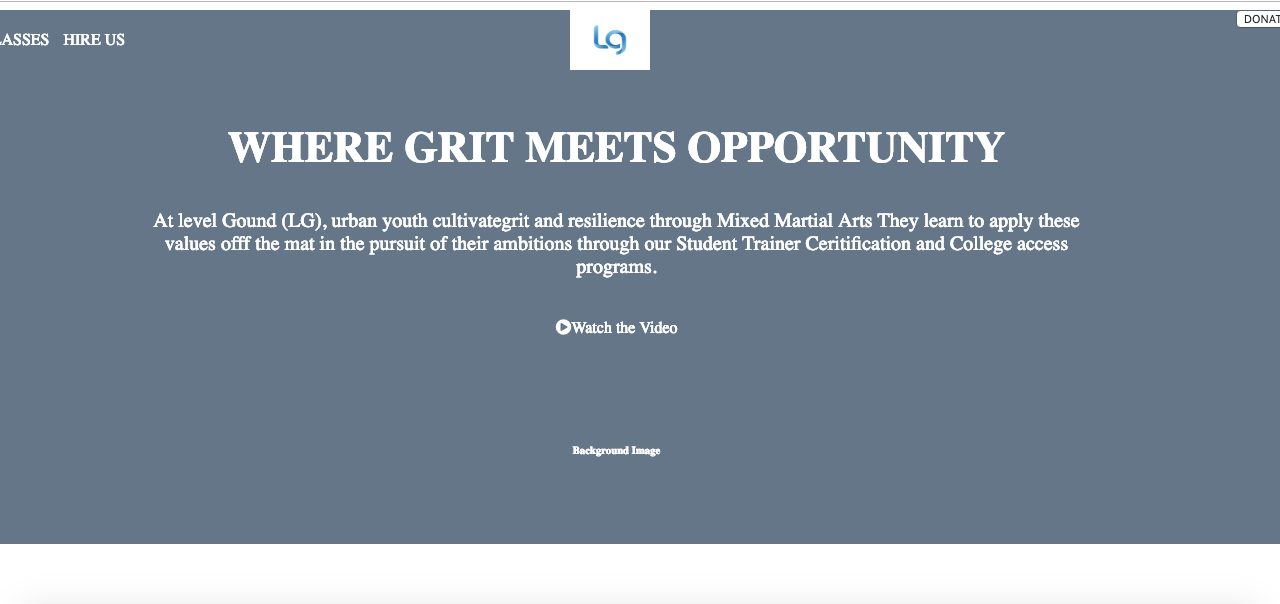 LASSES HIRE US
Lg
DONAT
WHERE GRIT MEETS OPPORTUNITY
At level Gound (LG), urban youth cultivategrit and resilience through Mixed Martial Arts They learn to apply these
values offf the mat in the pursuit of their ambitions through our Student Trainer Ceritification and College access
programs.
Watch the Video
Background Image